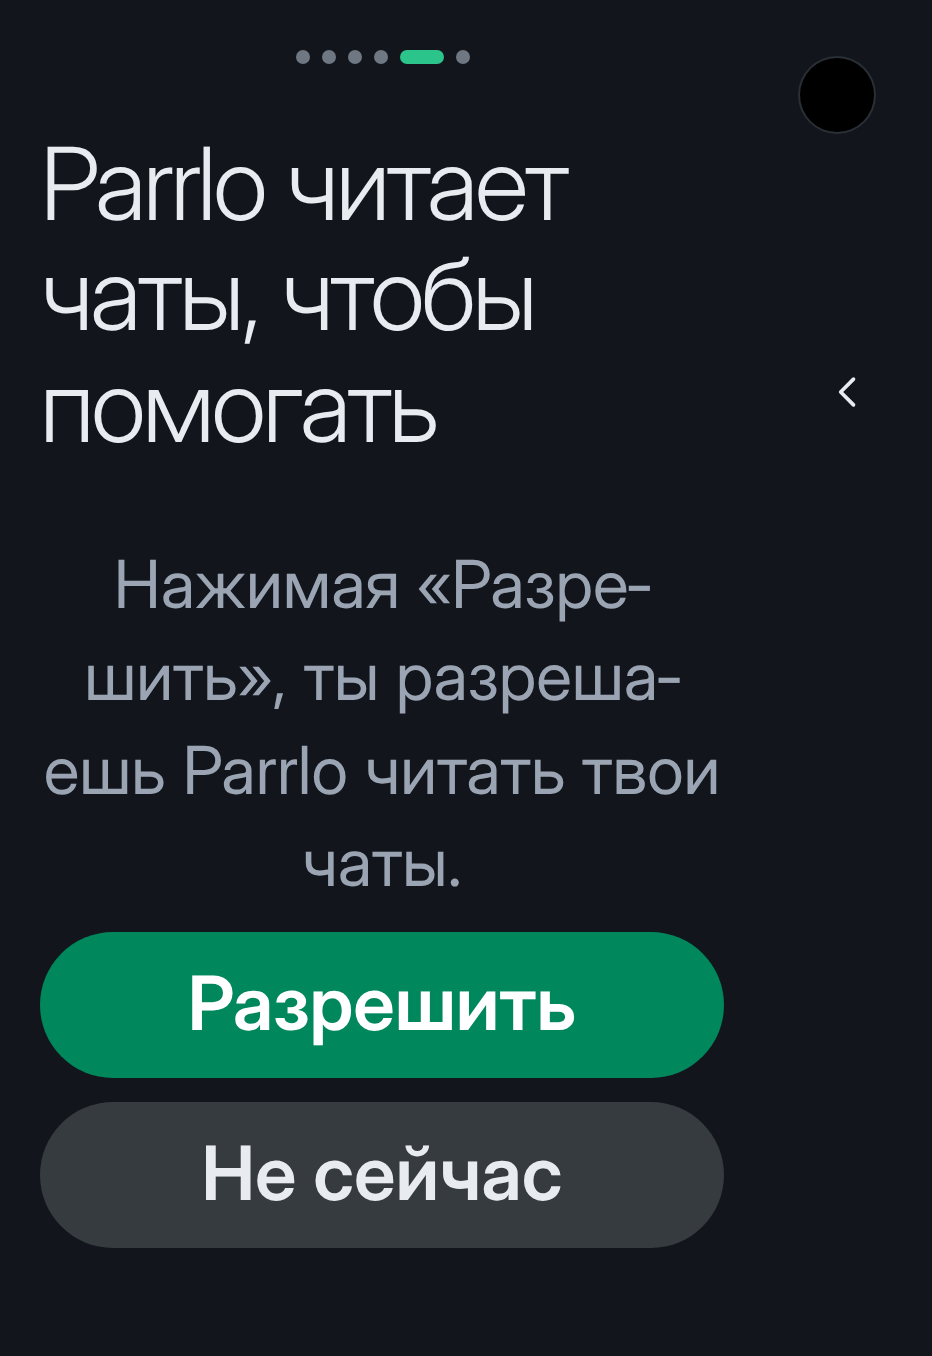 Parrlo читает
чаты, чтобы
помогать
Нажимая «Разре-
шить», ты разреша-
ешь Parrlo читать твои
чаты.
Разрешить
Не сейчас